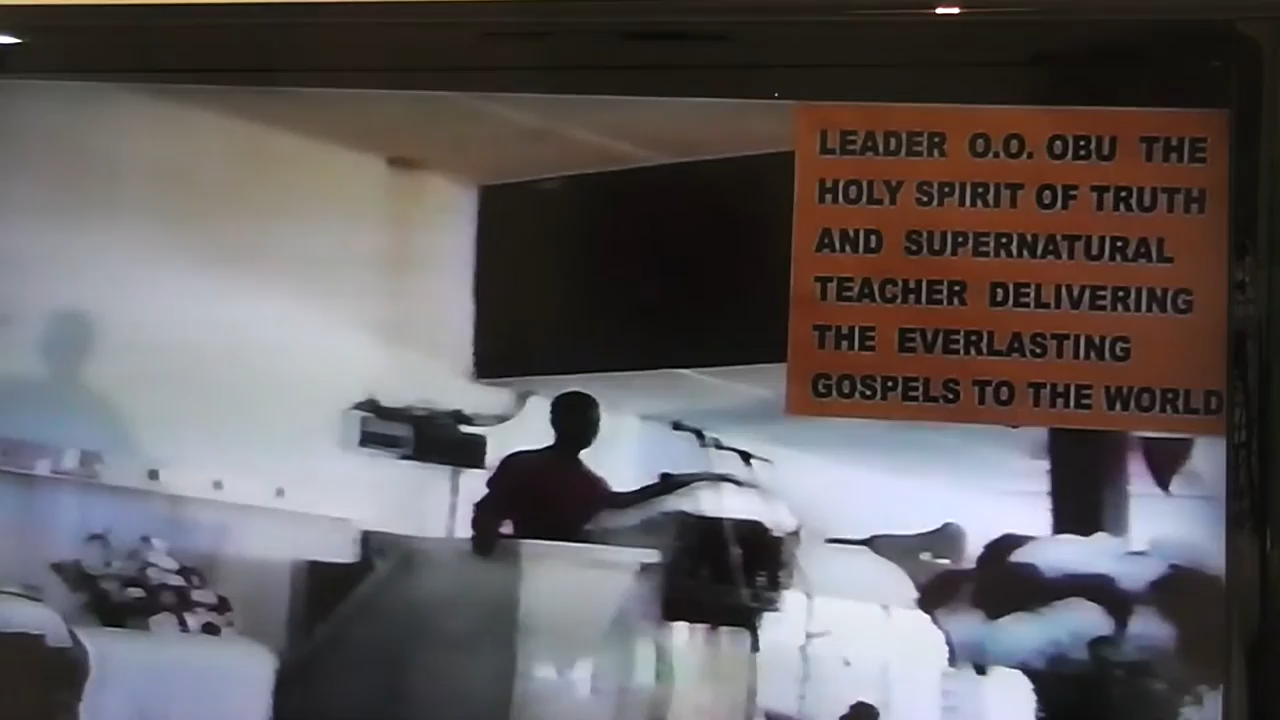 LEADER O.O. OBU THE
HOLY SPIRIT OF TRUTH
AND SUPERNATURAL
TEACHER DELIVERING
THE EVERLASTING
GOSPELS TO THE WORLD